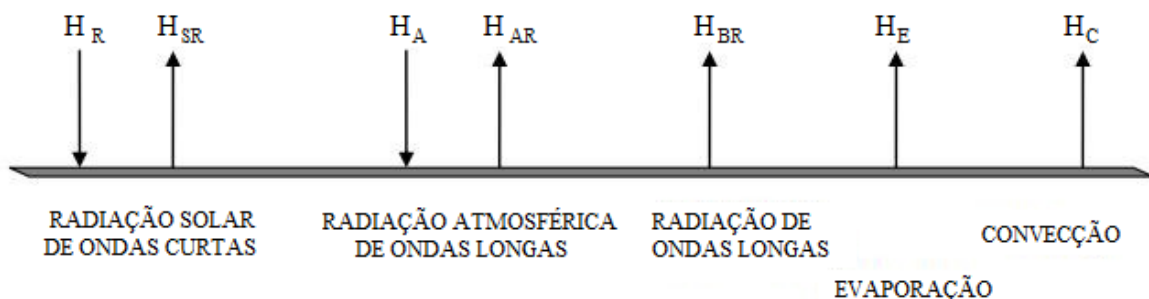 H R H SR H A H AR H BR H E H C
RADIAÇÃO SOLAR
DE ONDAS CURTAS
RADIAÇÃO ATMOSFÉRICA
DE ONDAS LONGAS
RADIAÇÃO DE
ONDAS LONGAS
EVAPORAÇÃO
CONVECÇÃO